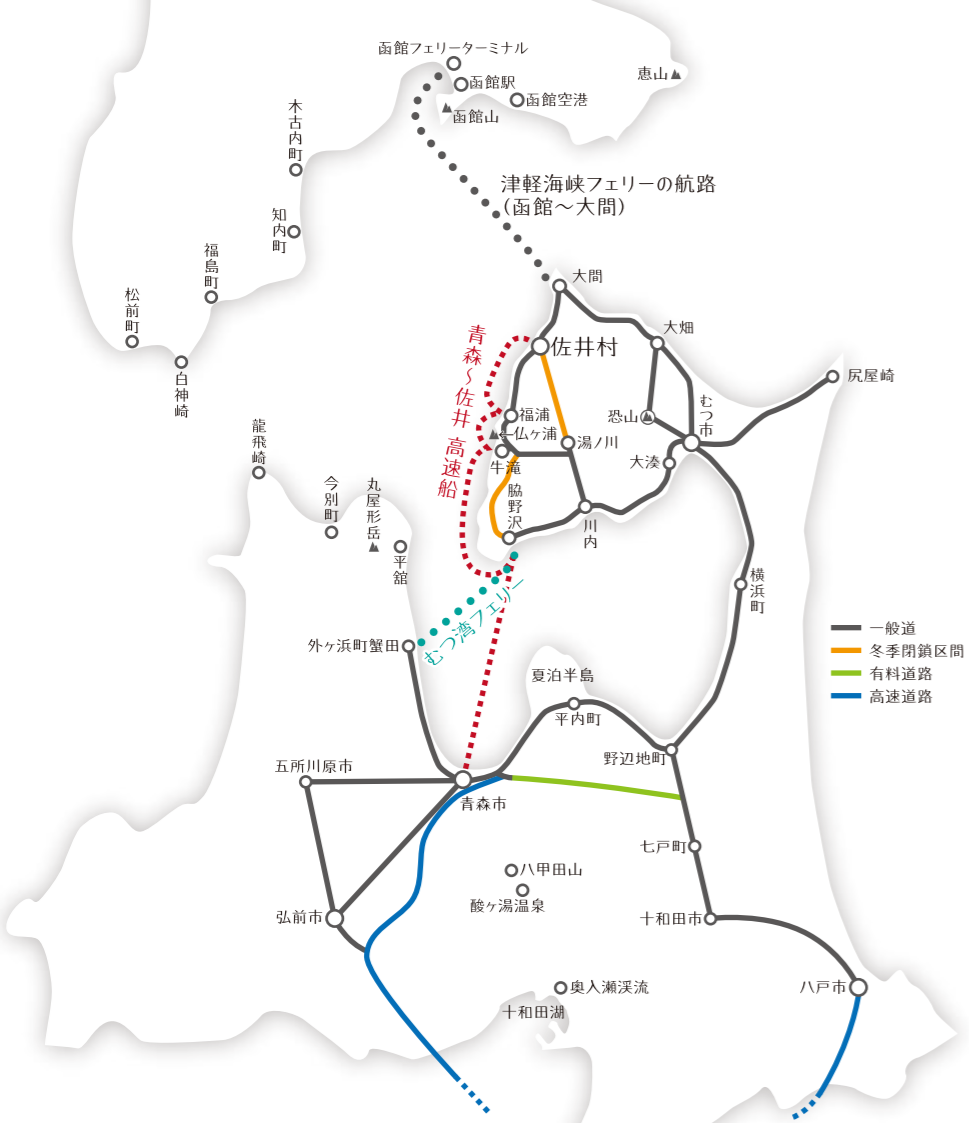 函館フェリーターミナル
函館駅
函館空港
函館山
恵山
木古内町
知内町
福島町
松前町
白神崎
津軽海峡フェリーの航路
(函館～大間)
大間
大畑
佐井村
尻屋崎
むつ市
恐山
大湊
福浦
仏ヶ浦
湯ノ川
牛滝
脇野沢
川内
青森～佐井 高速船
龍飛崎
今別町
丸屋形岳
平舘
横浜町
むつ湾フェリー
外ヶ浜町蟹田
一般道
冬季閉鎖区間
有料道路
高速道路
夏泊半島
平内町
野辺地町
五所川原市
青森市
七戸町
八甲田山
酸ヶ湯温泉
弘前市
十和田市
奥入瀬渓流
八戸市
十和田湖